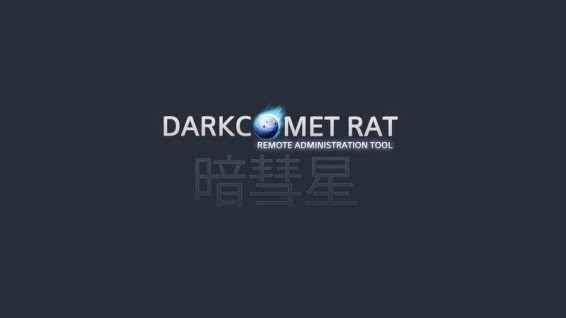 DARKCOMET RAT
REMOTE ADMINISTRATION TOOL
暗彗星